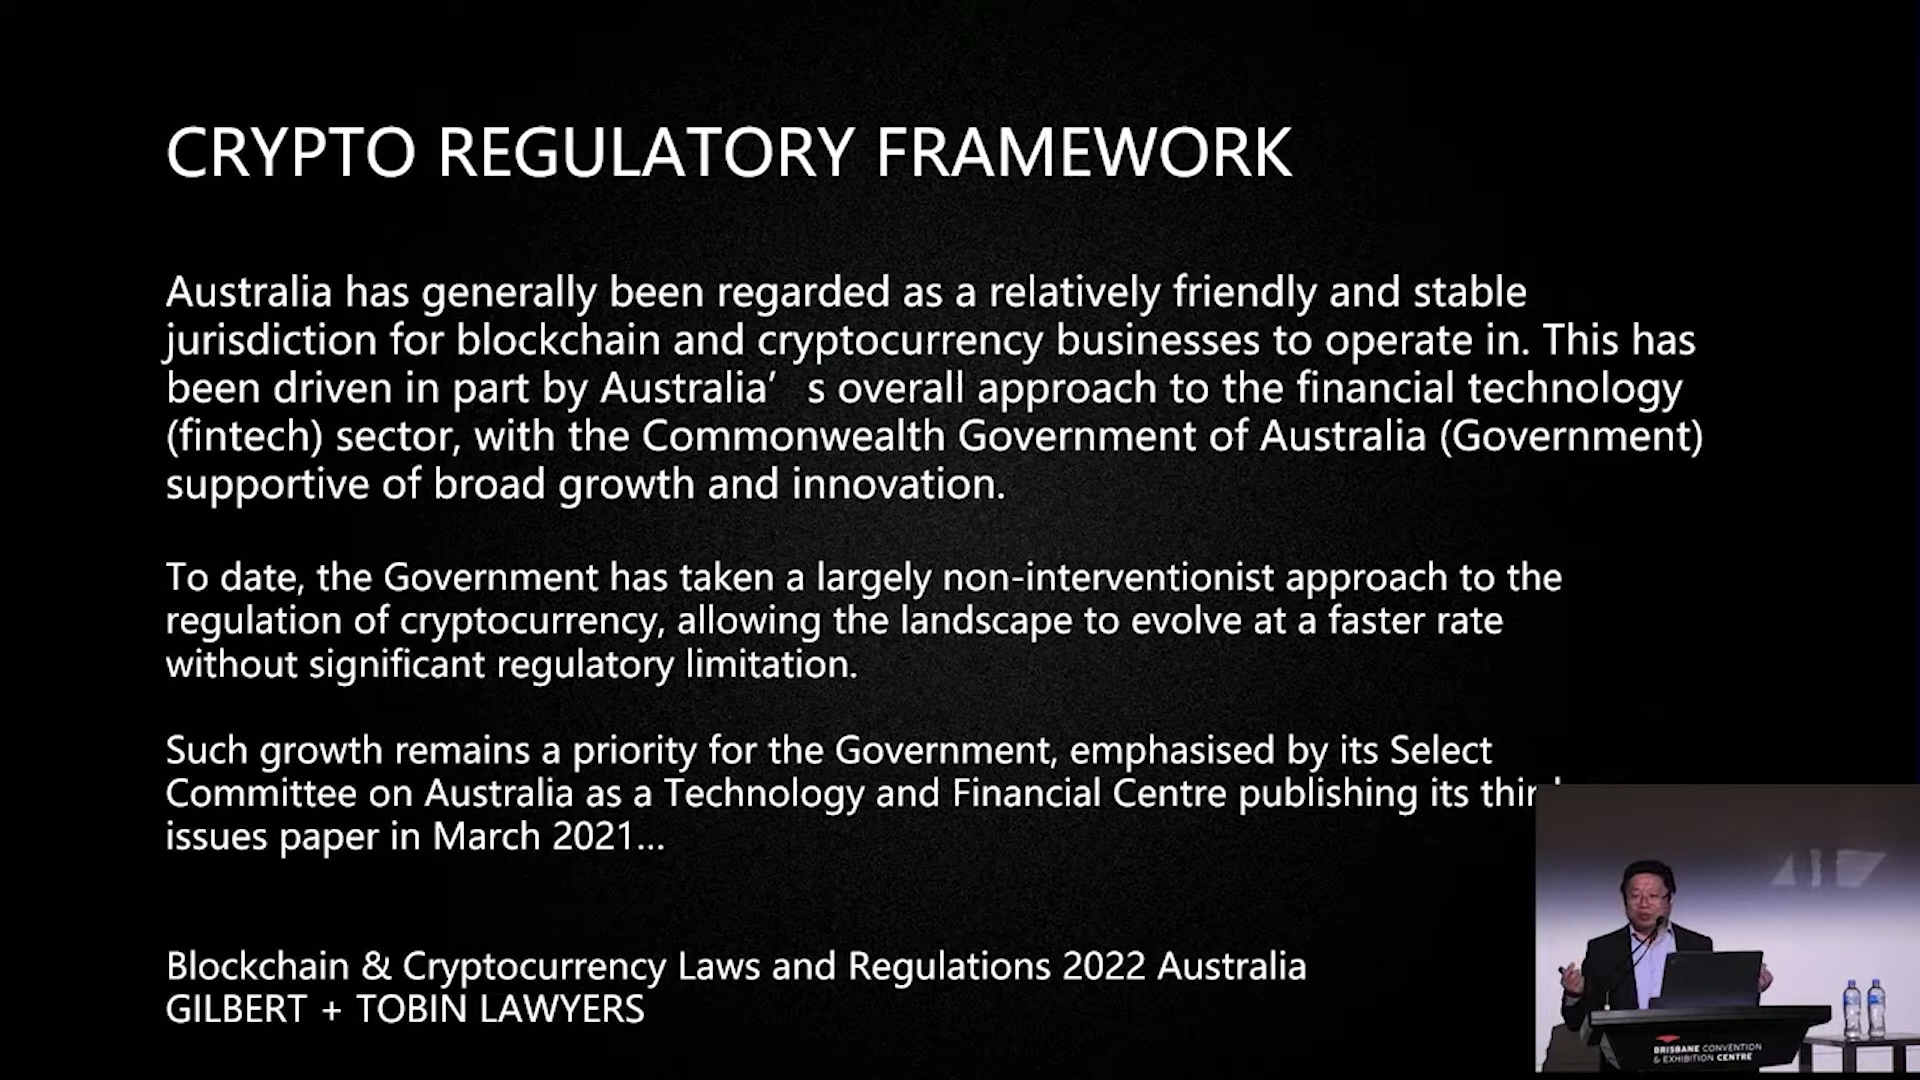 CRYPTO REGULATORY FRAMEWORK
Australia has generally been regarded as a relatively friendly and stable
jurisdiction for blockchain and cryptocurrency businesses to operate in. This has
been driven in part by Australia’ s overall approach to the financial technology
(fintech) sector, with the Commonwealth Government of Australia (Government)
supportive of broad growth and innovation.
To date, the Government has taken a largely non-interventionist approach to the
regulation of cryptocurrency, allowing the landscape to evolve at a faster rate
without significant regulatory limitation.
Such growth remains a priority for the Government, emphasised by its Select
Committee on Australia as a Technology and Financial Centre publishing its third
issues paper in March 2021...
Blockchain & Cryptocurrency Laws and Regulations 2022 Australia
GILBERT + TOBIN LAWYERS
BRISBANE CONVENTION
& EXHIBITION CENTRE